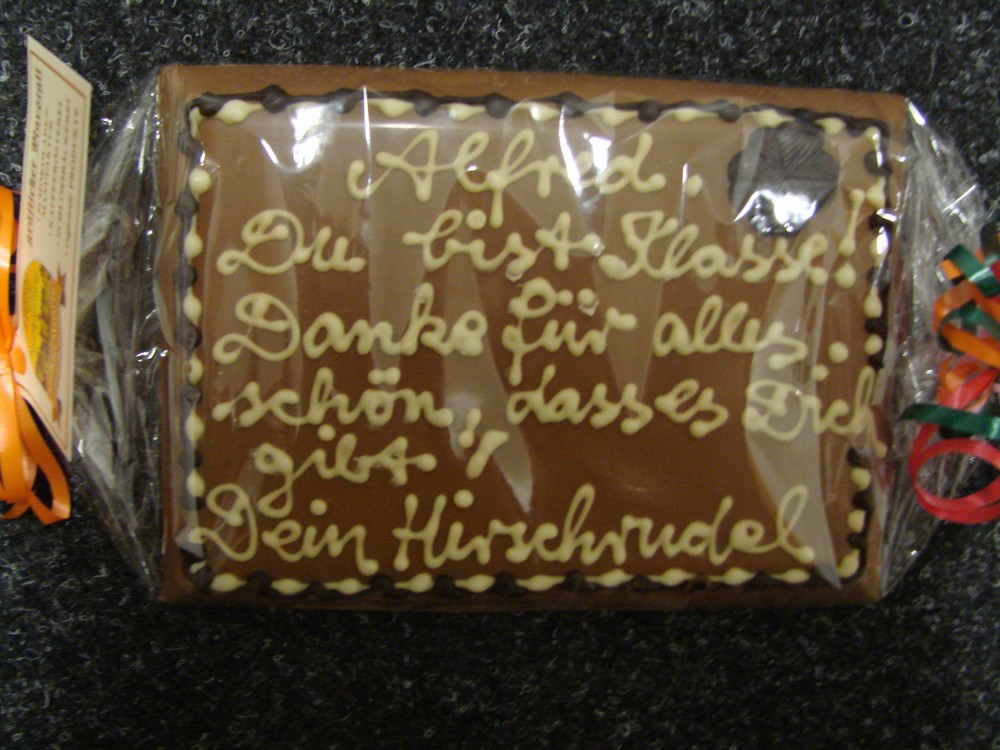 Alfred.
Du bist Klasse!
Danke für alles.
schön, dass es Dich
gibt!
Dein Hirschrudel